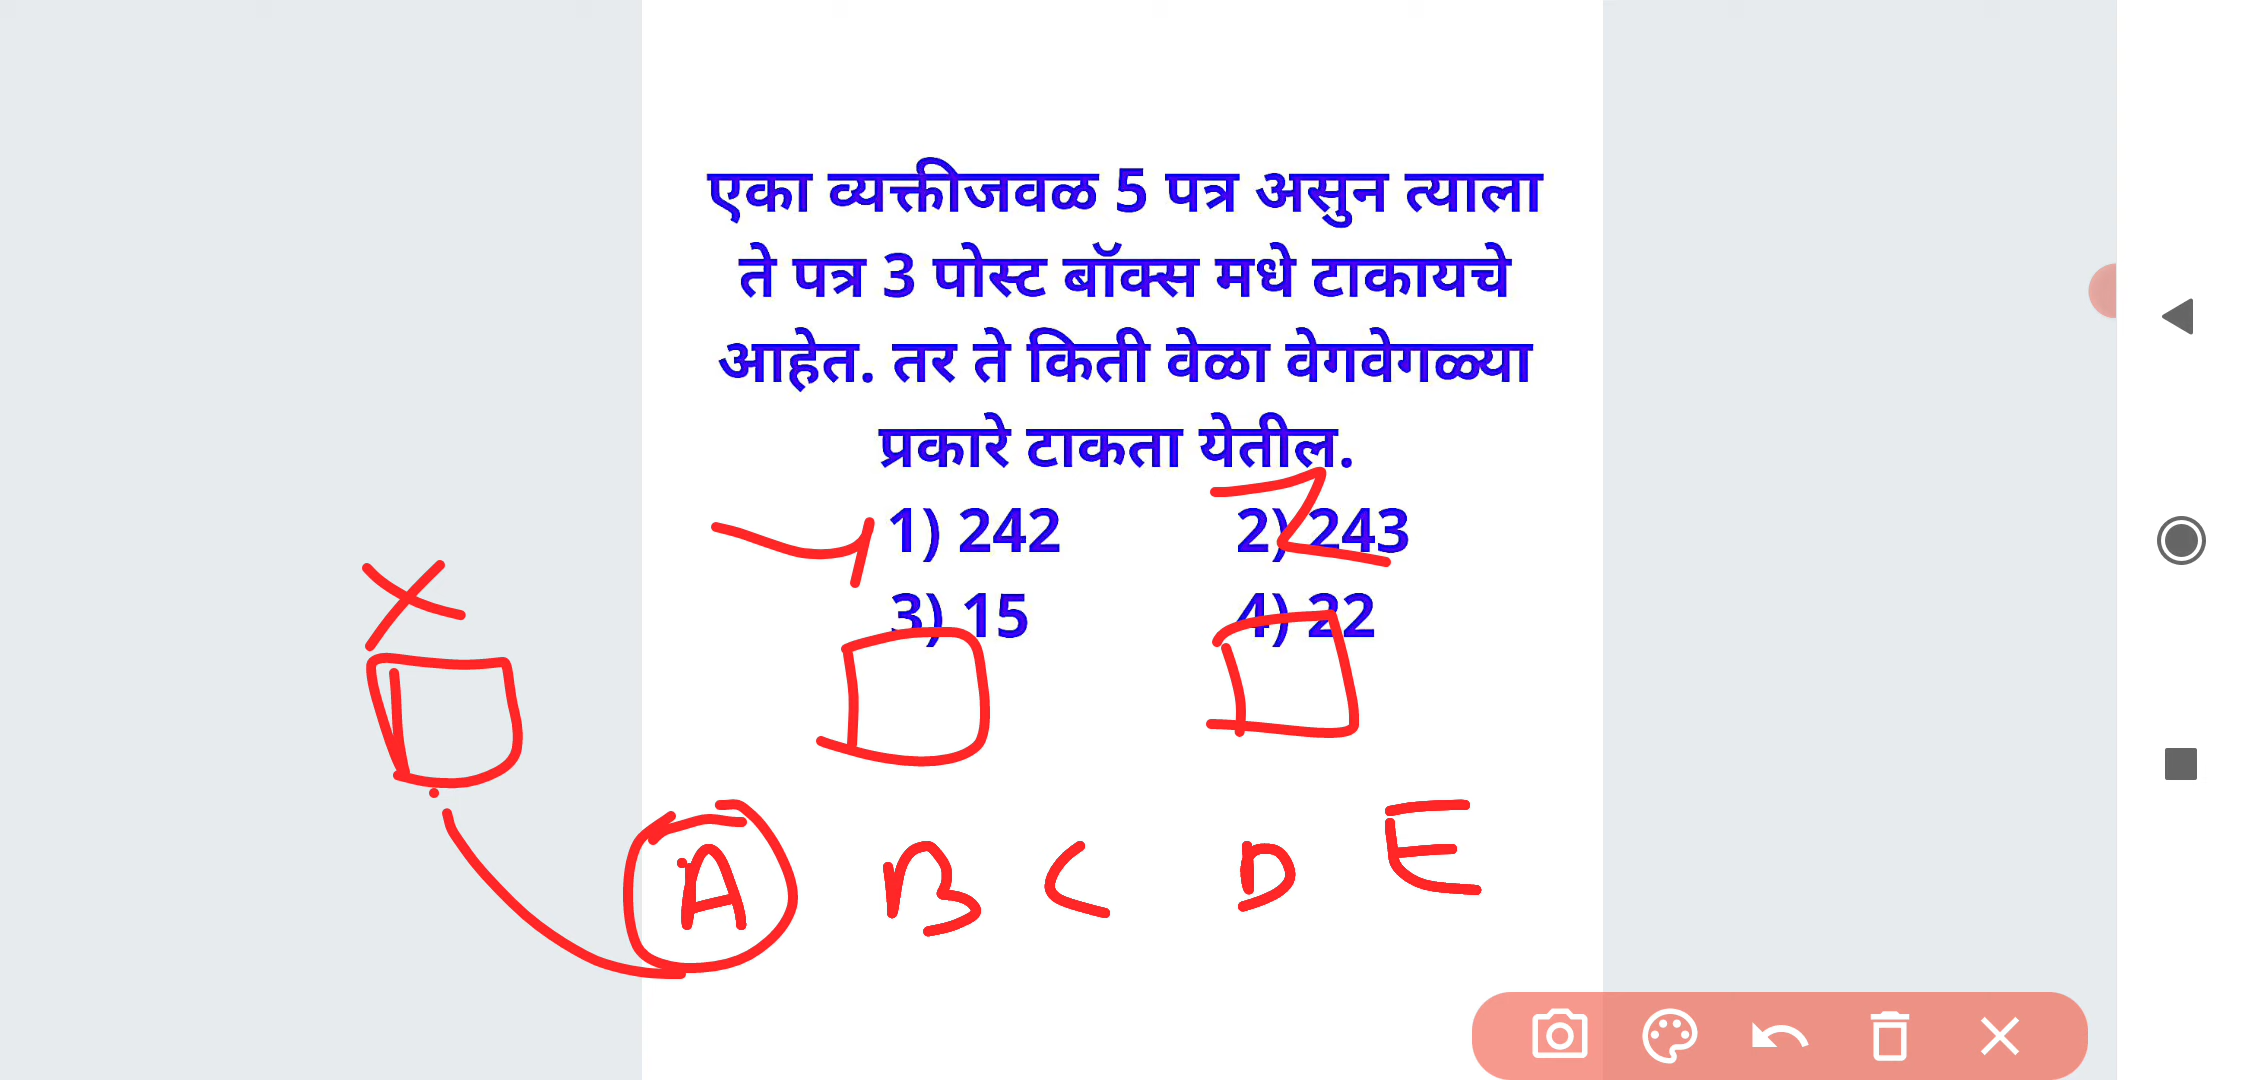 एका व्यक्तीजवळ 5 पत्र असुन त्याला
ते पत्र 3 पोस्ट बॉक्स मधे टाकायचे
आहेत. तर ते किती वेळा वेगवेगळ्या
प्रकारे टाकता येतील.
1) 242 2) 243
3) 15 4) 22
X Y Z
A B C D E